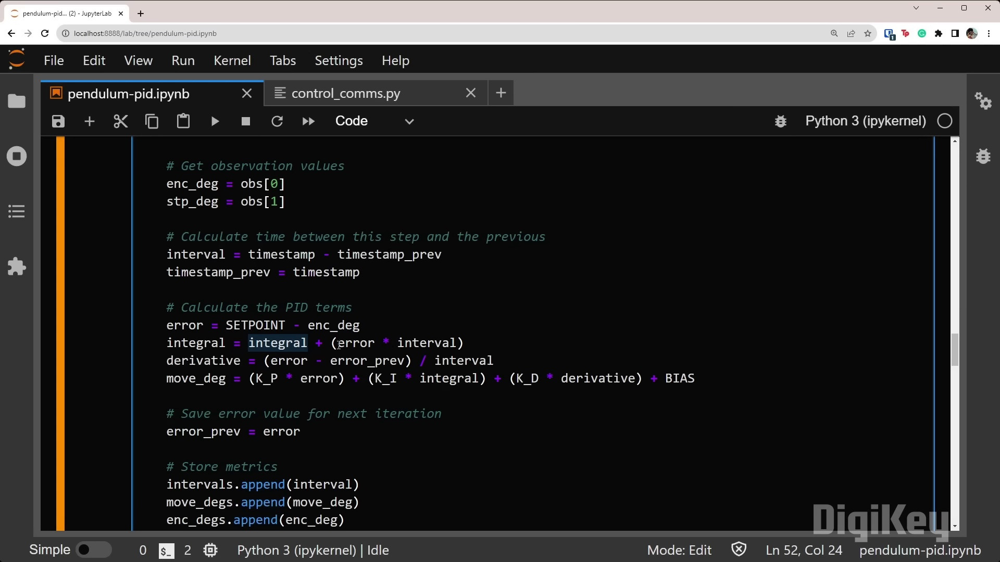 pendulum-pid... (2) - JupyterLab
localhost:8888/lab/tree/pendulum-pid.ipynb
1
Tp
File Edit View Run Kernel Tabs Settings Help
pendulum-pid.ipynb
control_comms.py
Code
Python 3 (ipykernel)
# Get observation values
enc_deg = obs[0]
stp_deg = obs[1]
# Calculate time between this step and the previous
interval = timestamp - timestamp_prev
timestamp_prev = timestamp
# Calculate the PID terms
error = SETPOINT - enc_deg
integral = integral + (error * interval)
derivative = (error - error_prev) / interval
move_deg = (K_P * error) + (K_I * integral) + (K_D * derivative) + BIAS
# Save error value for next iteration
error_prev = error
# Store metrics
intervals.append(interval)
move_degs.append(move_deg)
enc_degs.append(enc_deg)
DigiKey
Simple 0 $_ 2 Python 3 (ipykernel) | Idle Mode: Edit Ln 52, Col 24 pendulum-pid.ipynb